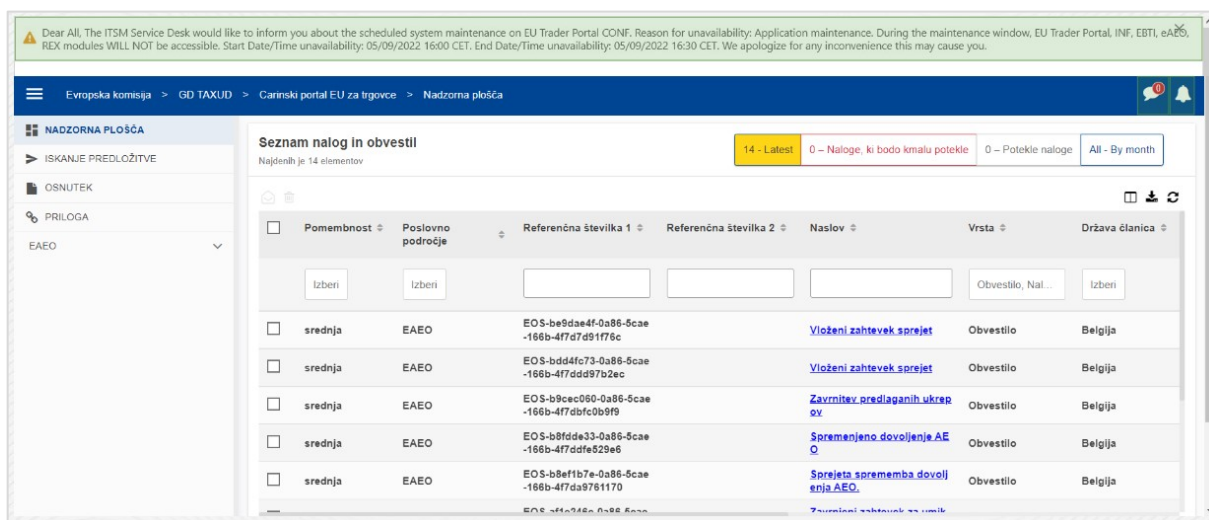 Dear All, The ITSM Service Desk would like to inform you about the scheduled system maintenance on EU Trader Portal CONF. Reason for unavailability: Application maintenance. During the maintenance window, EU Trader Portal, INF, EBTI, eAEO,
REX modules WILL NOT be accessible. Start Date/Time unavailability: 05/09/2022 16:00 CET. End Date/Time unavailability: 05/09/2022 16:30 CET. We apologize for any inconvenience this may cause you.
Evropska komisija > GD TAXUD > Carinski portal EU za trgovce > Nadzorna plošča 0
NADZORNA PLOŠČA
ISKANJE PREDLOŽITVE
OSNUTEK
PRILOGA
EAEO
Seznam nalog in obvestil
Najdenih je 14 elementov
14 - Latest 0 – Naloge, ki bodo kmalu potekle 0 – Potekle naloge All - By month
Pomembnost Poslovno področje Referenčna številka 1 Referenčna številka 2 Naslov Vrsta Država članica
Izberi Izberi Obvestilo, Nal... Izberi
srednja EAEO EOS-be9dae4f-0a86-5cae-166b-4f7d7d91f76c Vloženi zahtevek sprejet Obvestilo Belgija
srednja EAEO EOS-bdd4fc73-0a86-5cae-166b-4f7ddd97b2ec Vloženi zahtevek sprejet Obvestilo Belgija
srednja EAEO EOS-b9cec060-0a86-5cae-166b-4f7dbfc0b9f9 Zavrnitev predlaganih ukrepov Obvestilo Belgija
srednja EAEO EOS-b8fdde33-0a86-5cae-166b-4f7ddfe529e6 Spremenjeno dovoljenje AEO Obvestilo Belgija
srednja EAEO EOS-b8ef1b7e-0a86-5cae-166b-4f7da9761170 Sprejeta sprememba dovoljenja AEO. Obvestilo Belgija
Zavrnjeni zahtevek za umik